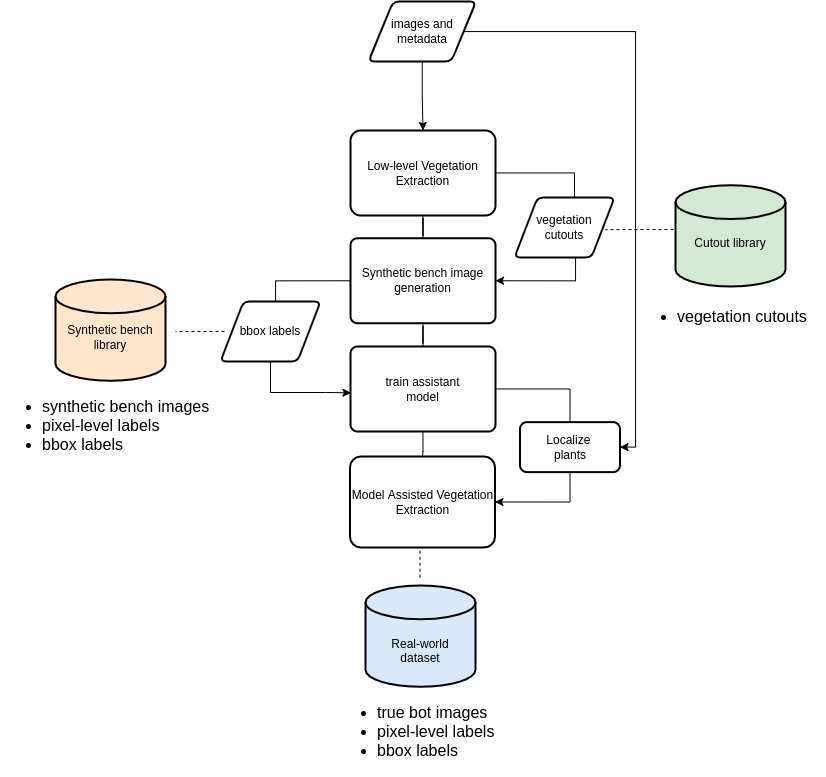 images and
metadata
Low-level Vegetation
Extraction
vegetation
cutouts
Cutout library
• vegetation cutouts
Synthetic bench image
generation
bbox labels
Synthetic bench
library
• synthetic bench images
• pixel-level labels
• bbox labels
train assistant
model
Localize
plants
Model Assisted Vegetation
Extraction
Real-world
dataset
• true bot images
• pixel-level labels
• bbox labels